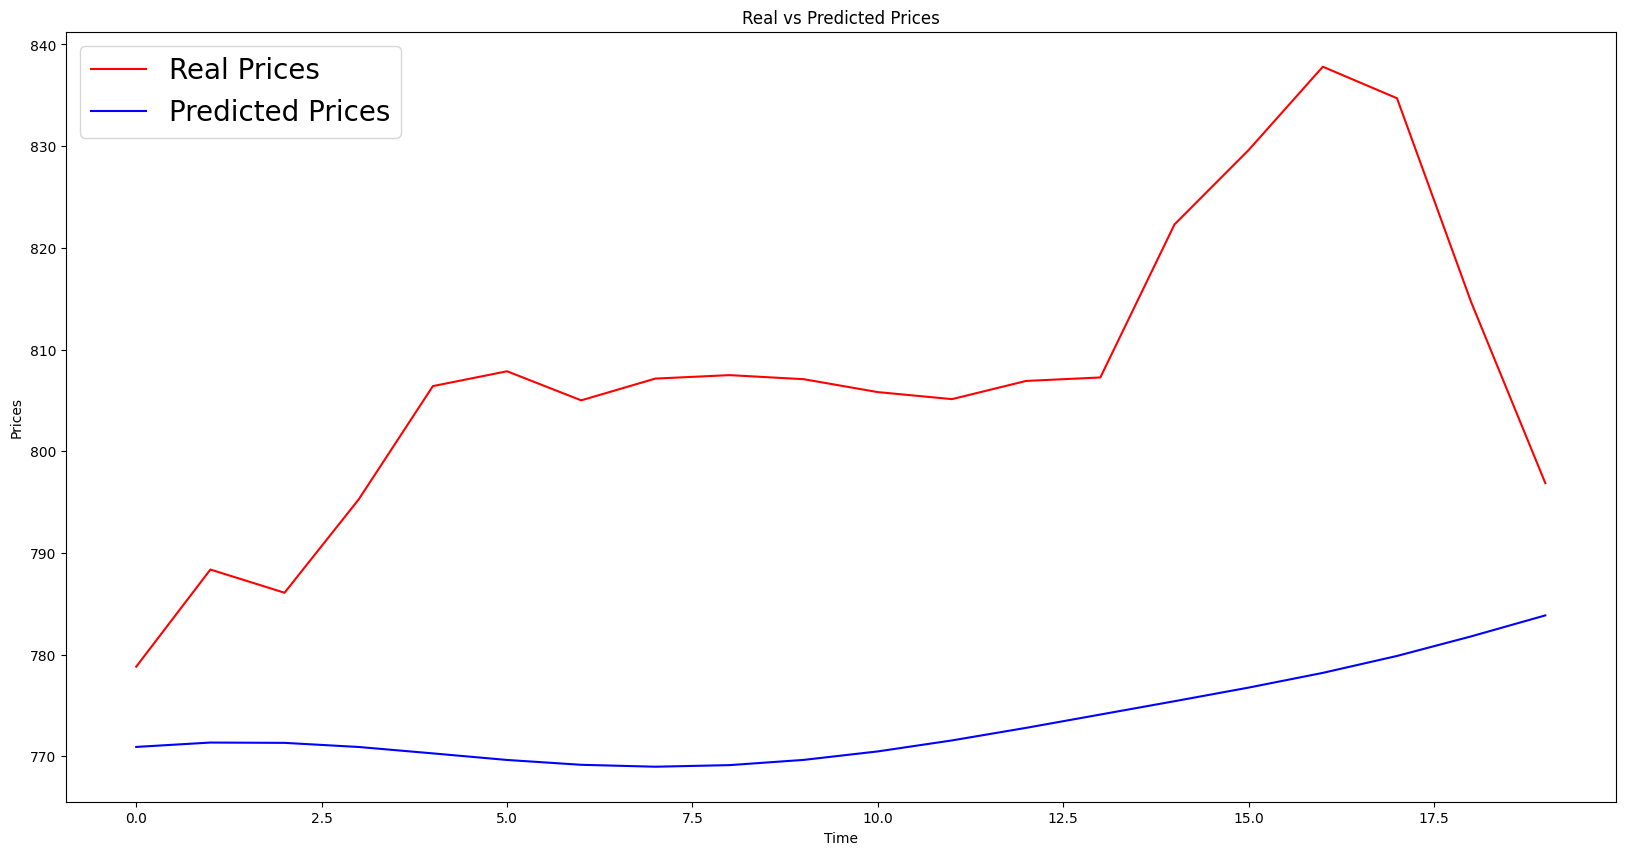 Real vs Predicted Prices
Real Prices
Predicted Prices
840
830
820
810
800
790
780
770
Prices
0.0 2.5 5.0 7.5 10.0 12.5 15.0 17.5
Time